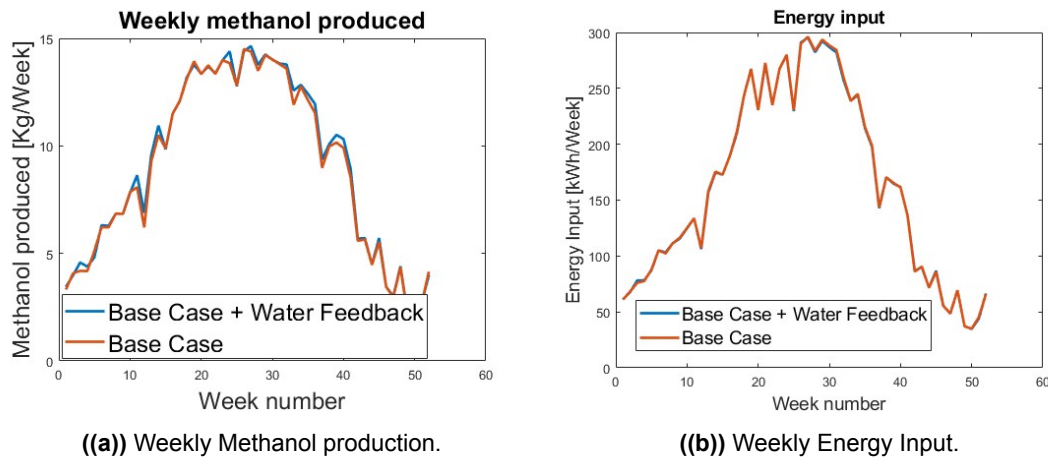 Weekly methanol produced
Methanol produced [Kg/Week]
15
10
5
0
Base Case + Water Feedback
Base Case
0 10 20 30 40 50 60
Week number
((a)) Weekly Methanol production.
Energy input
Energy Input [kWh/Week]
300
250
200
150
100
50
0
Base Case + Water Feedback
Base Case
0 10 20 30 40 50 60
Week number
((b)) Weekly Energy Input.